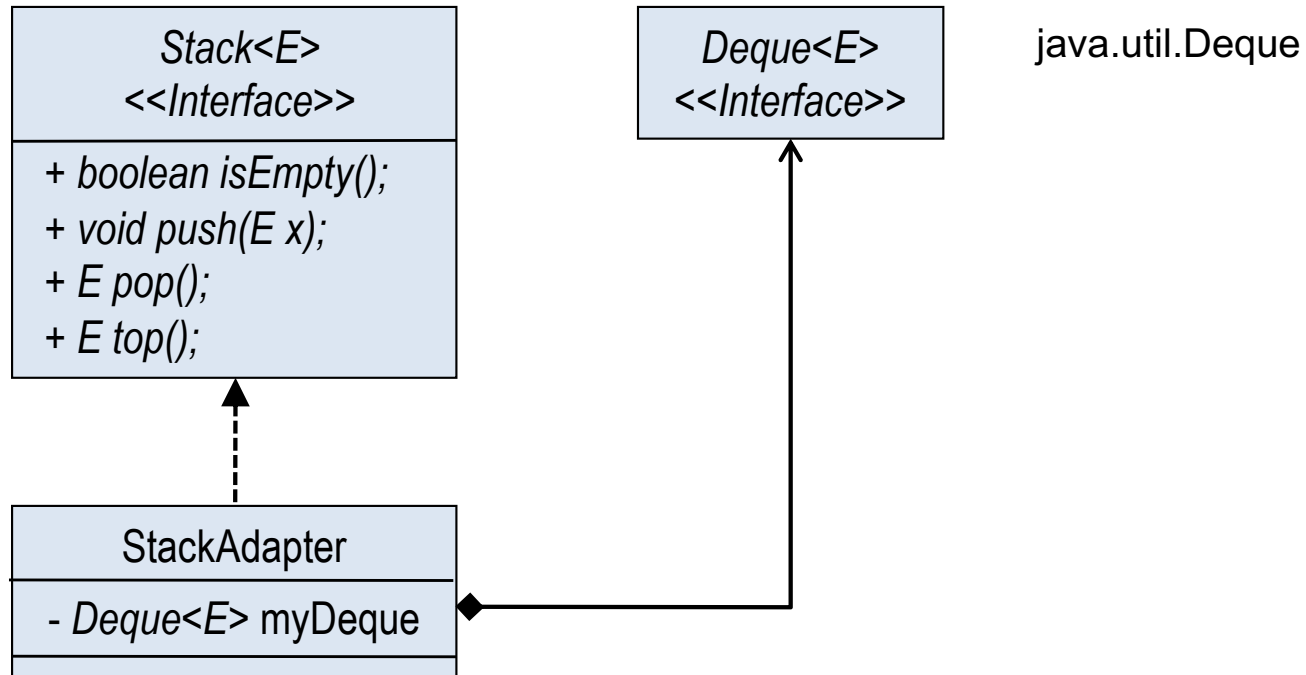 Stack<E>
<<Interface>>
+ boolean isEmpty();
+ void push(E x);
+ E pop();
+ E top();
Deque<E>
<<Interface>>
java.util.Deque
StackAdapter
- Deque<E> myDeque